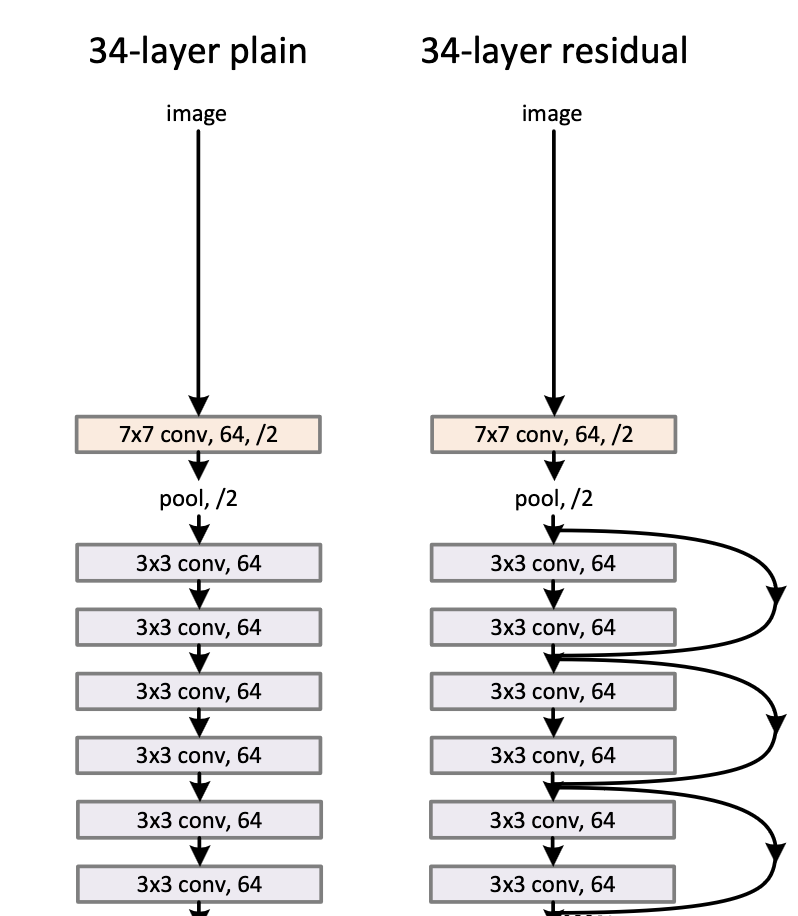 34-layer plain
image
7x7 conv, 64, /2
pool, /2
3x3 conv, 64
3x3 conv, 64
3x3 conv, 64
3x3 conv, 64
3x3 conv, 64
3x3 conv, 64
34-layer residual
image
7x7 conv, 64, /2
pool, /2
3x3 conv, 64
3x3 conv, 64
3x3 conv, 64
3x3 conv, 64
3x3 conv, 64
3x3 conv, 64